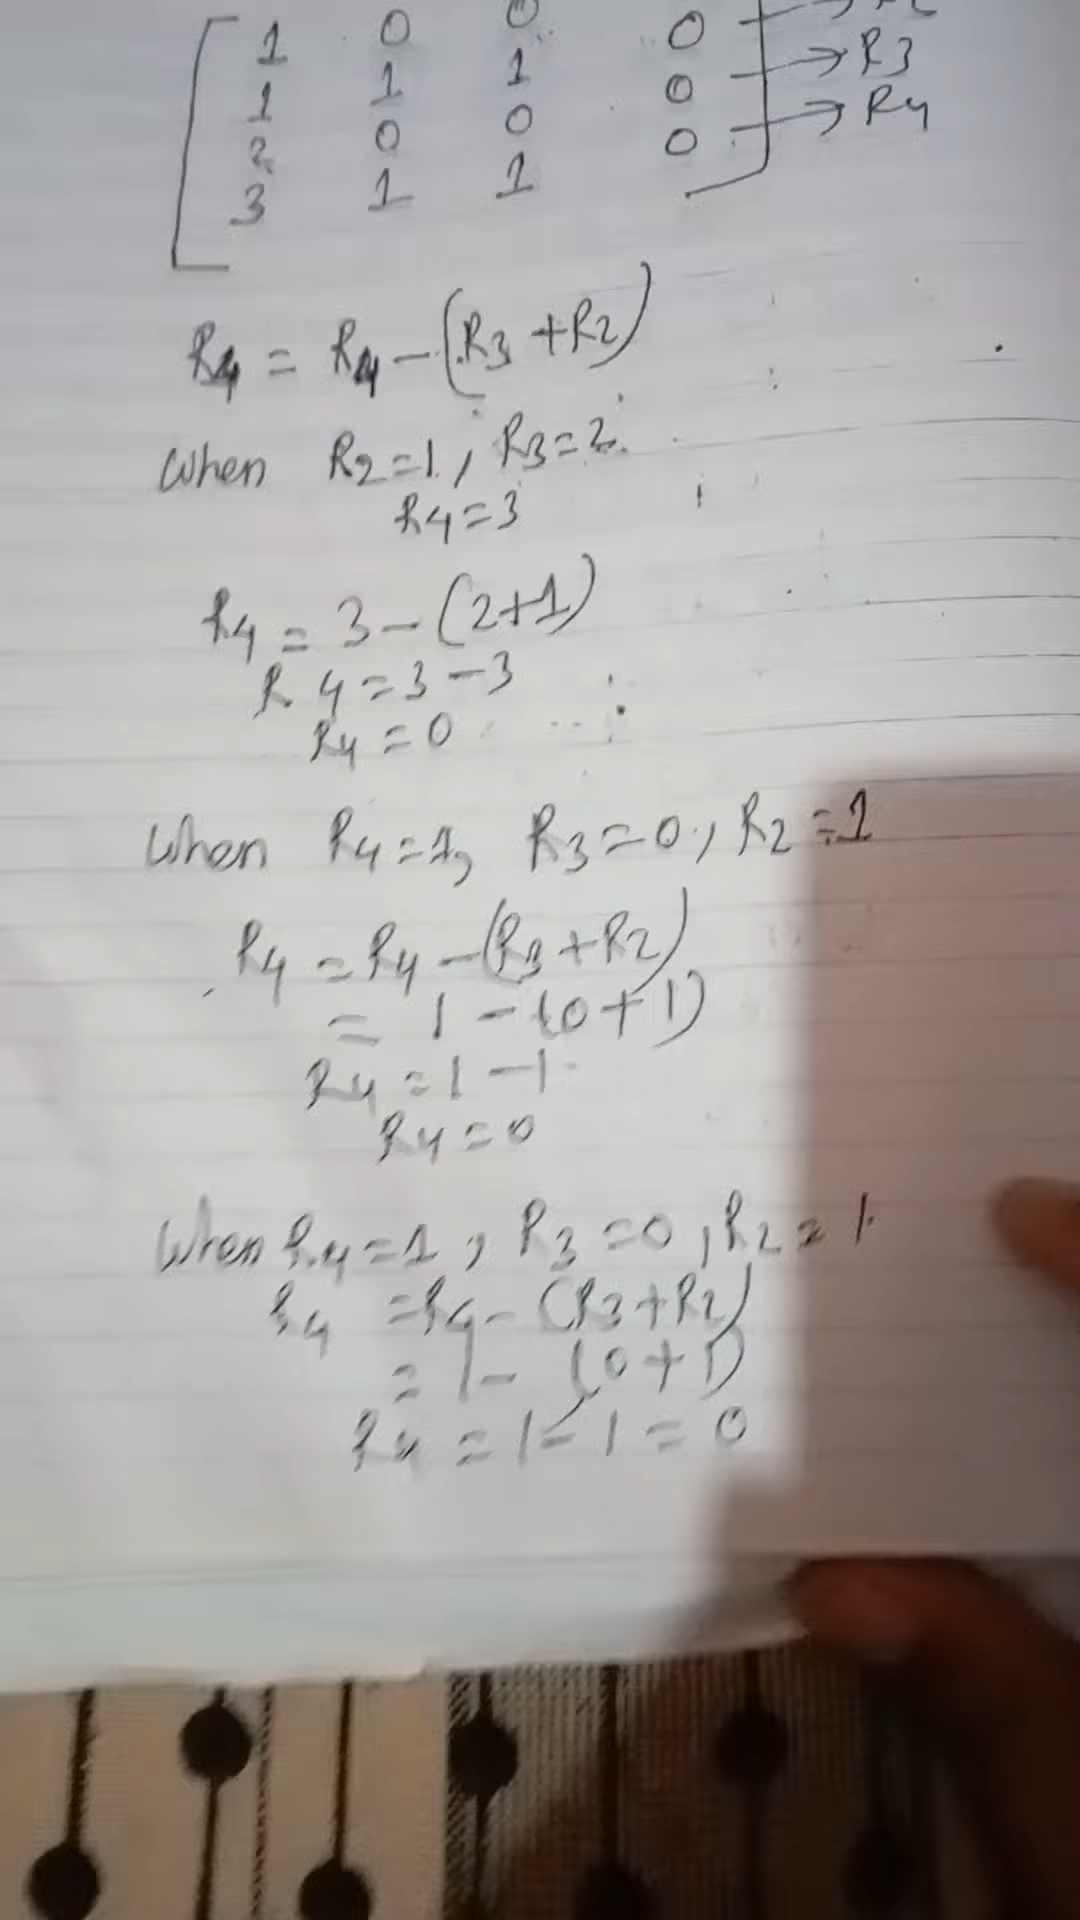 1 0 0 0
1 1 1 0 → R3
2 0 0 0 → R4
3 1 1
R4 = R4 - (R3 + R2)
When R2=1, R3=2.
R4=3
R4 = 3 - (2+1)
R4 = 3 - 3
R4 = 0
When R4=1, R3=0, R2=1
R4 = R4 - (R3 + R2)
= 1 - (0+1)
R4 = 1 - 1
R4 = 0
When R4=1, R3=0, R2=1
R4 = R4 - (R3+R2)
= 1 - (0+1)
R4 = 1 - 1 = 0